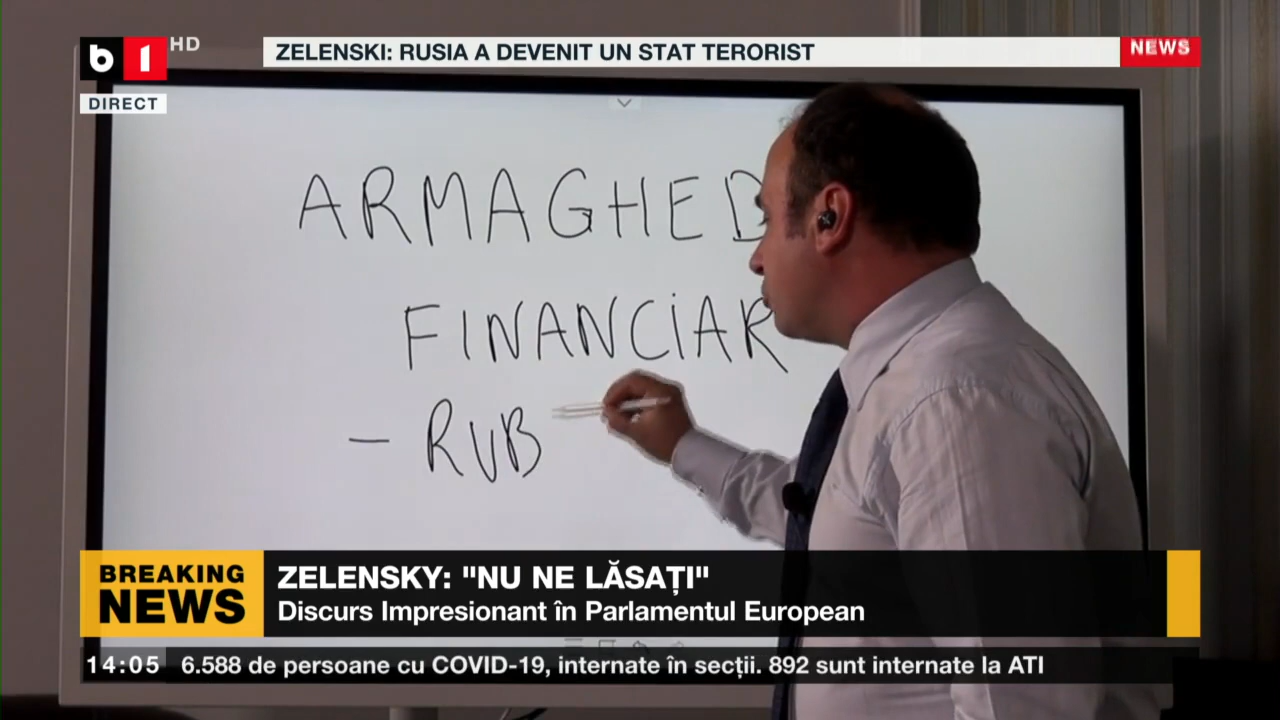 b1 HD
ZELENSKI: RUSIA A DEVENIT UN STAT TERORIST
NEWS
DIRECT
ARMAGHED
FINANCIAR
- RUB
BREAKING NEWS
ZELENSKY: "NU NE LĂSAȚI"
Discurs Impresionant în Parlamentul European
14:05 6.588 de persoane cu COVID-19, internate în secții. 892 sunt internate la ATI